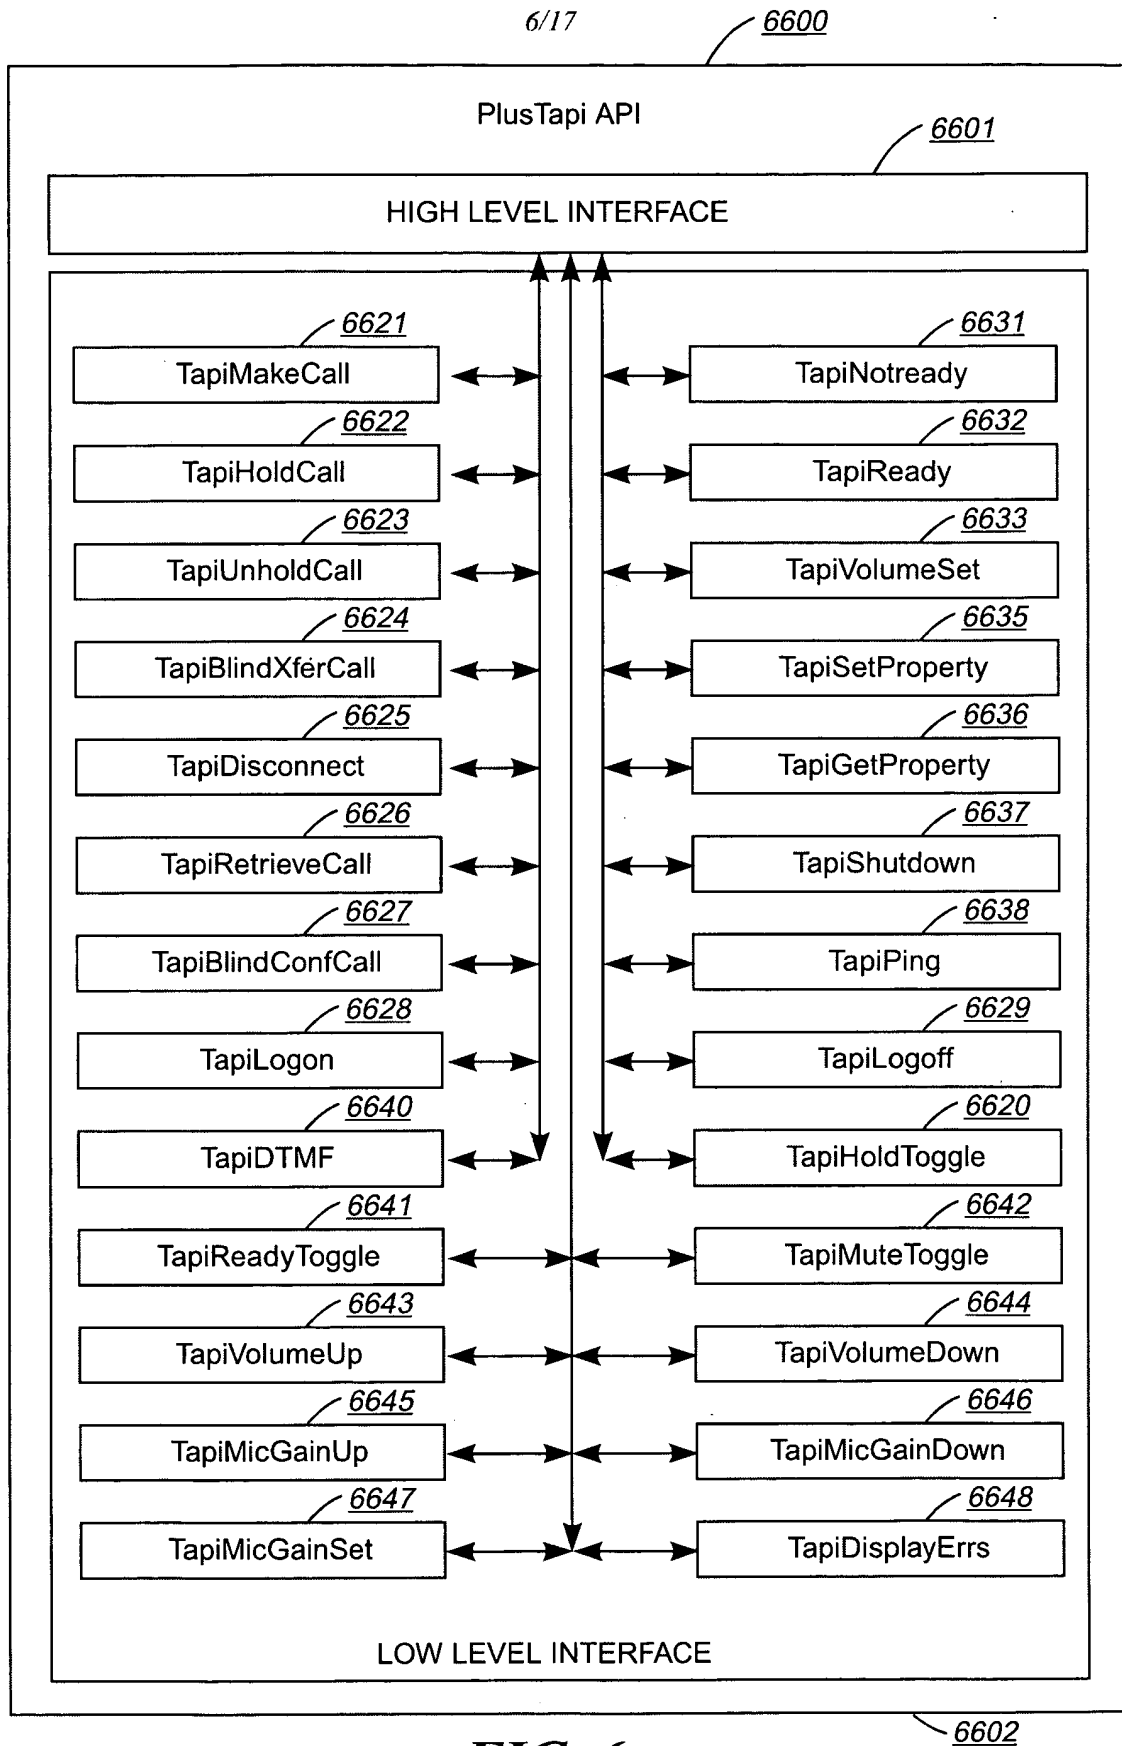 6/17
6600
PlusTapi API
6601
HIGH LEVEL INTERFACE
6621
6631
TapiMakeCall
TapiNotready
6622
6632
TapiHoldCall
TapiReady
6623
6633
TapiUnholdCall
TapiVolumeSet
6624
6635
TapiBlindXferCall
TapiSetProperty
6625
6636
TapiDisconnect
TapiGetProperty
6626
6637
TapiRetrieveCall
TapiShutdown
6627
6638
TapiBlindConfCall
TapiPing
6628
6629
TapiLogon
TapiLogoff
6640
6620
TapiDTMF
TapiHoldToggle
6641
6642
TapiReadyToggle
TapiMuteToggle
6643
6644
TapiVolumeUp
TapiVolumeDown
6645
6646
TapiMicGainUp
TapiMicGainDown
6647
6648
TapiMicGainSet
TapiDisplayErrs
LOW LEVEL INTERFACE
6602